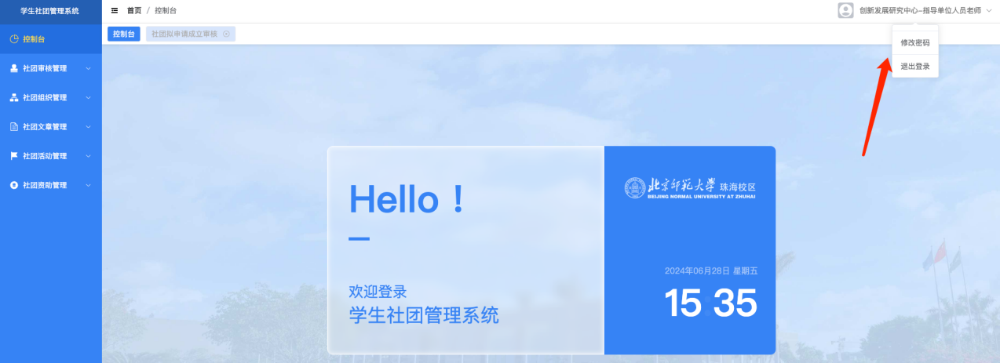 学生社团管理系统
首页 / 控制台
创新发展研究中心-指导单位人员老师
控制台
控制台
社团拟申请成立审核
修改密码
退出登录
社团审核管理
社团组织管理
社团文章管理
社团活动管理
社团资助管理
Hello！
欢迎登录
学生社团管理系统
北京师范大学 珠海校区
BEIJING NORMAL UNIVERSITY AT ZHUHAI
2024年06月28日 星期五
15:35